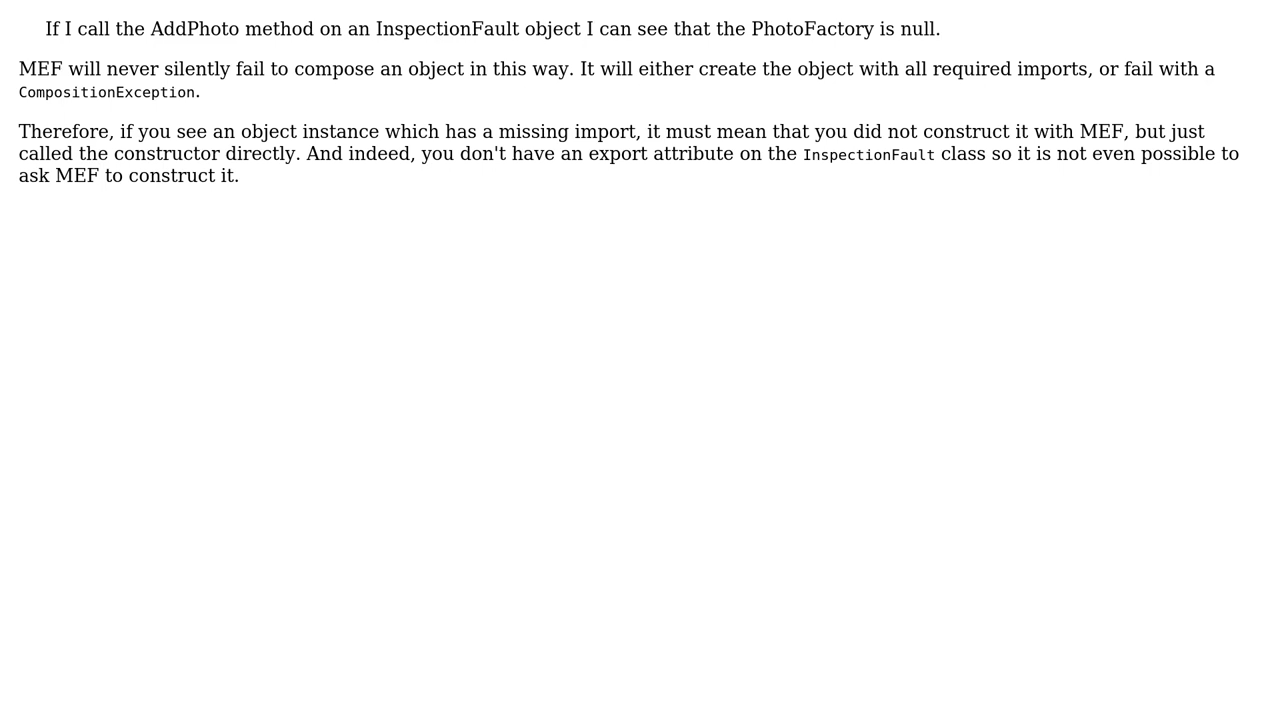 If I call the AddPhoto method on an InspectionFault object I can see that the PhotoFactory is null.
MEF will never silently fail to compose an object in this way. It will either create the object with all required imports, or fail with a
CompositionException.
Therefore, if you see an object instance which has a missing import, it must mean that you did not construct it with MEF, but just
called the constructor directly. And indeed, you don't have an export attribute on the InspectionFault class so it is not even possible to
ask MEF to construct it.